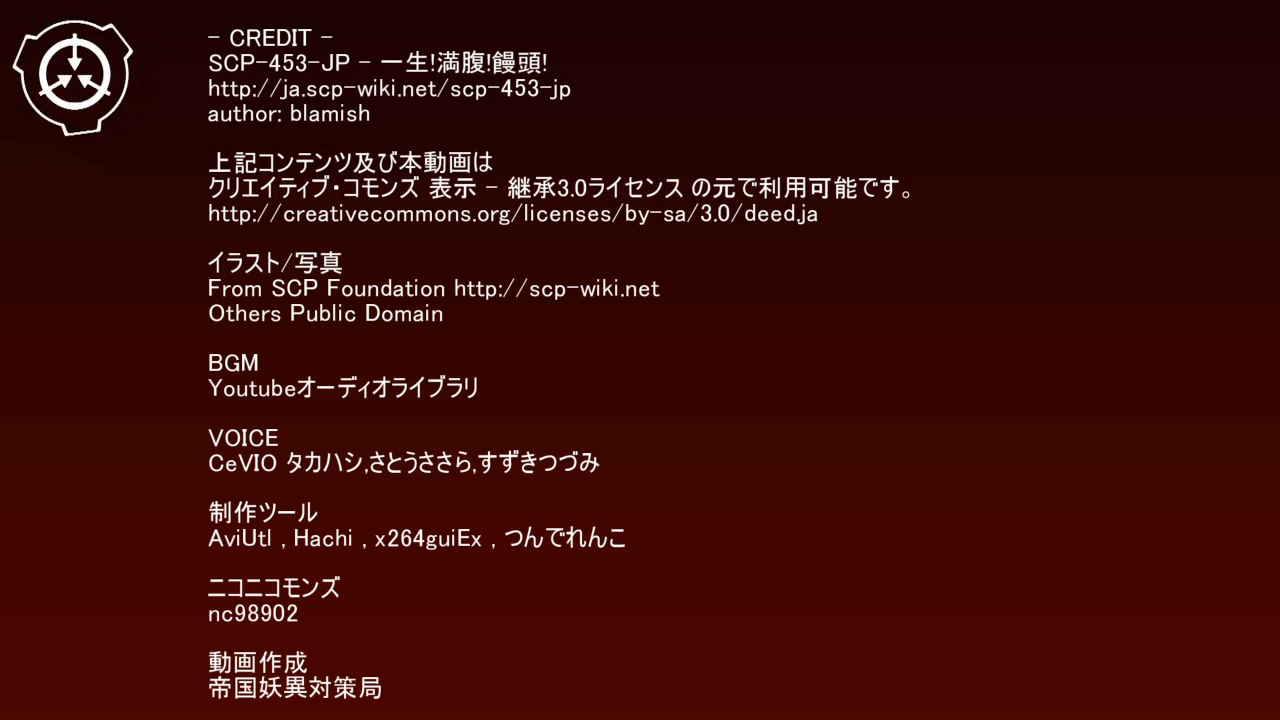 - CREDIT -
SCP-453-JP - 一生!満腹!饅頭!
http://ja.scp-wiki.net/scp-453-jp
author: blamish
上記コンテンツ及び本動画は
クリエイティブ・コモンズ 表示 - 継承3.0ライセンス の元で利用可能です。
http://creativecommons.org/licenses/by-sa/3.0/deed.ja
イラスト/写真
From SCP Foundation http://scp-wiki.net
Others Public Domain
BGM
Youtubeオーディオライブラリ
VOICE
CeVIO タカハシ,さとうささら,すずきつづみ
制作ツール
AviUtl , Hachi , x264guiEx , つんでれんこ
ニコニコモンズ
nc98902
動画作成
帝国妖異対策局